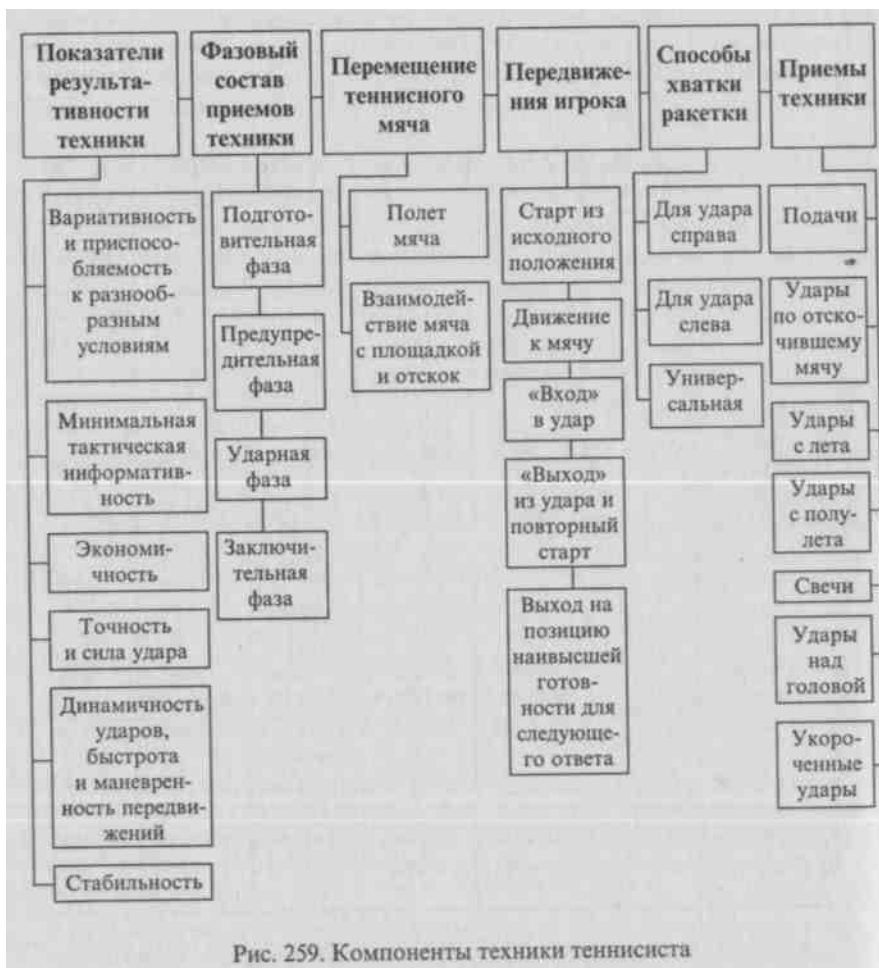 Показатели
результа-
тивности
техники
Фазовый
состав
приемов
техники
Перемещение
теннисного
мяча
Передвиже-
ния игрока
Способы
хватки
ракетки
Приемы
техники
Вариативность
и приспосо-
бляемость
к разнооб-
разным
условиям
Минимальная
тактическая
информатив-
ность
Экономи-
чность
Точность
и сила удара
Динамичность
ударов,
быстрота
и маневрен-
ность передви-
жений
Стабильность
Подгото-
вительная
фаза
Предупре-
дительная
фаза
Ударная
фаза
Заключи-
тельная
фаза
Полет
мяча
Взаимодей-
ствие мяча
с площадкой
и отскок
Старт из
исходного
положения
Движение
к мячу
«Вход»
в удар
«Выход»
из удара и
повторный
старт
Выход на
позицию
наивысшей
готов-
ности для
следующе-
го ответа
Для удара
справа
Для удара
слева
Универ-
сальная
Подачи
Удары
по отско-
чившему
мячу
Удары
с лета
Удары
с полу-
лета
Свечи
Удары
над
головой
Укоро-
ченные
удары
Рис. 259. Компоненты техники теннисиста